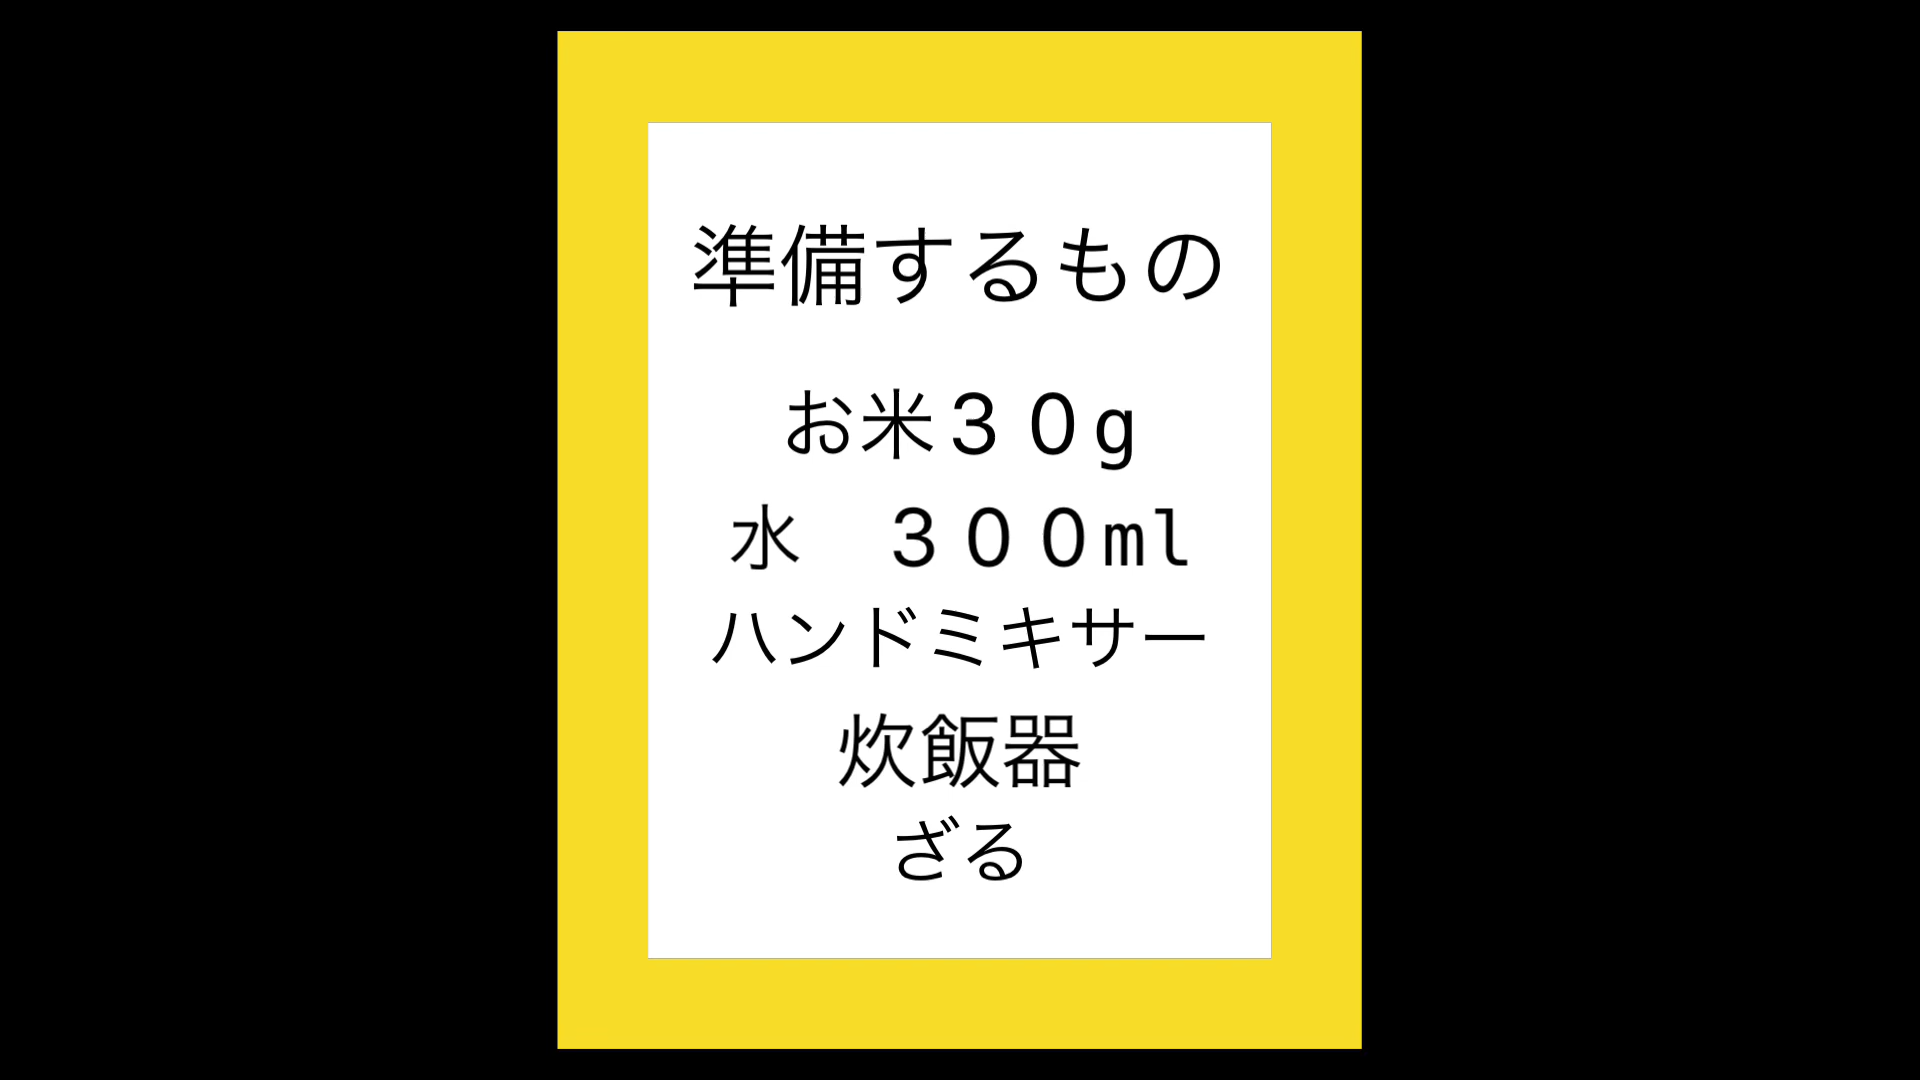 準備するもの
お米３０g
水　３００ml
ハンドミキサー
炊飯器
ざる